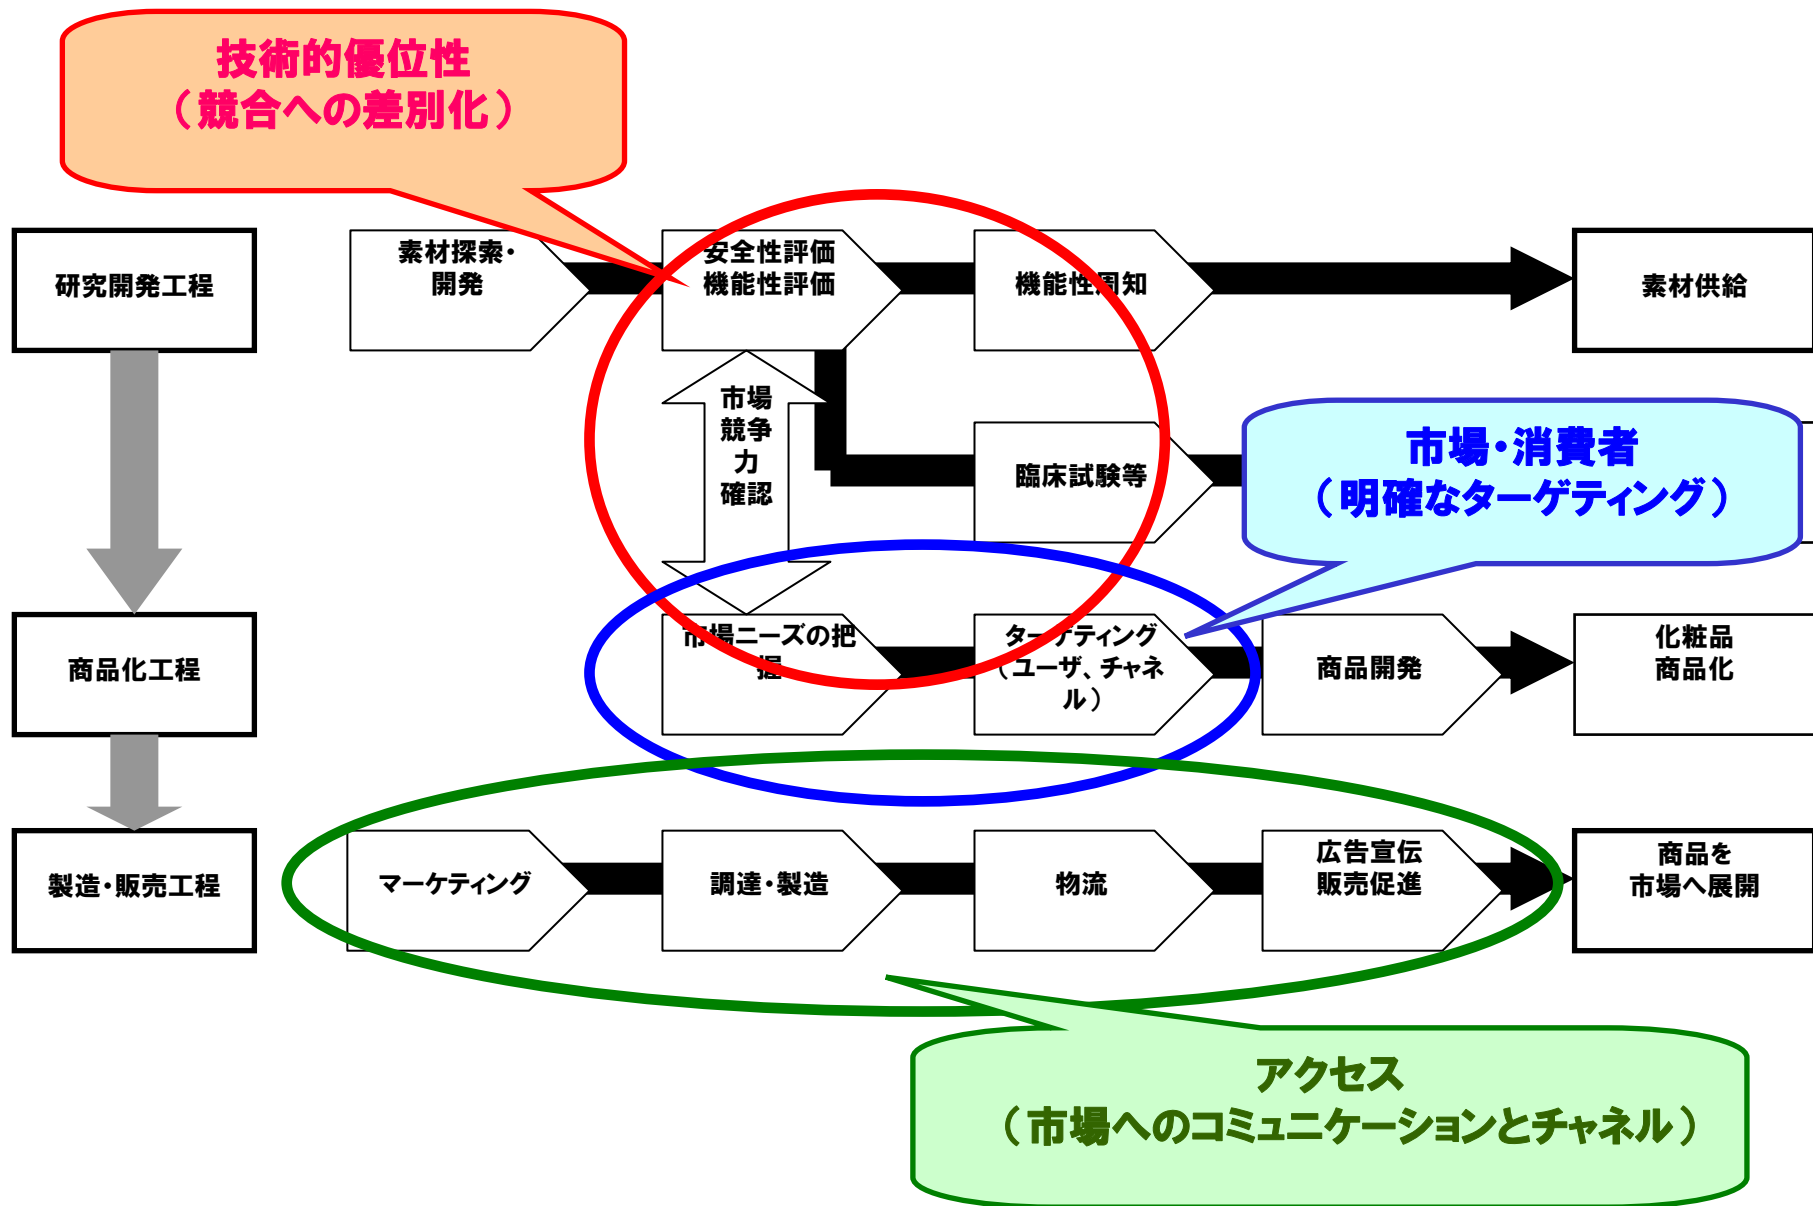 技術的優位性
（競合への差別化）
研究開発工程
素材探索・
開発
安全性評価
機能性評価
機能性周知
素材供給
市場
競争
力
確認
臨床試験等
市場・消費者
（明確なターゲティング）
商品化工程
市場ニーズの把
握
ターゲティング
（ユーザ、チャネ
ル）
商品開発
化粧品
商品化
製造・販売工程
マーケティング
調達・製造
物流
広告宣伝
販売促進
商品を
市場へ展開
アクセス
（市場へのコミュニケーションとチャネル）